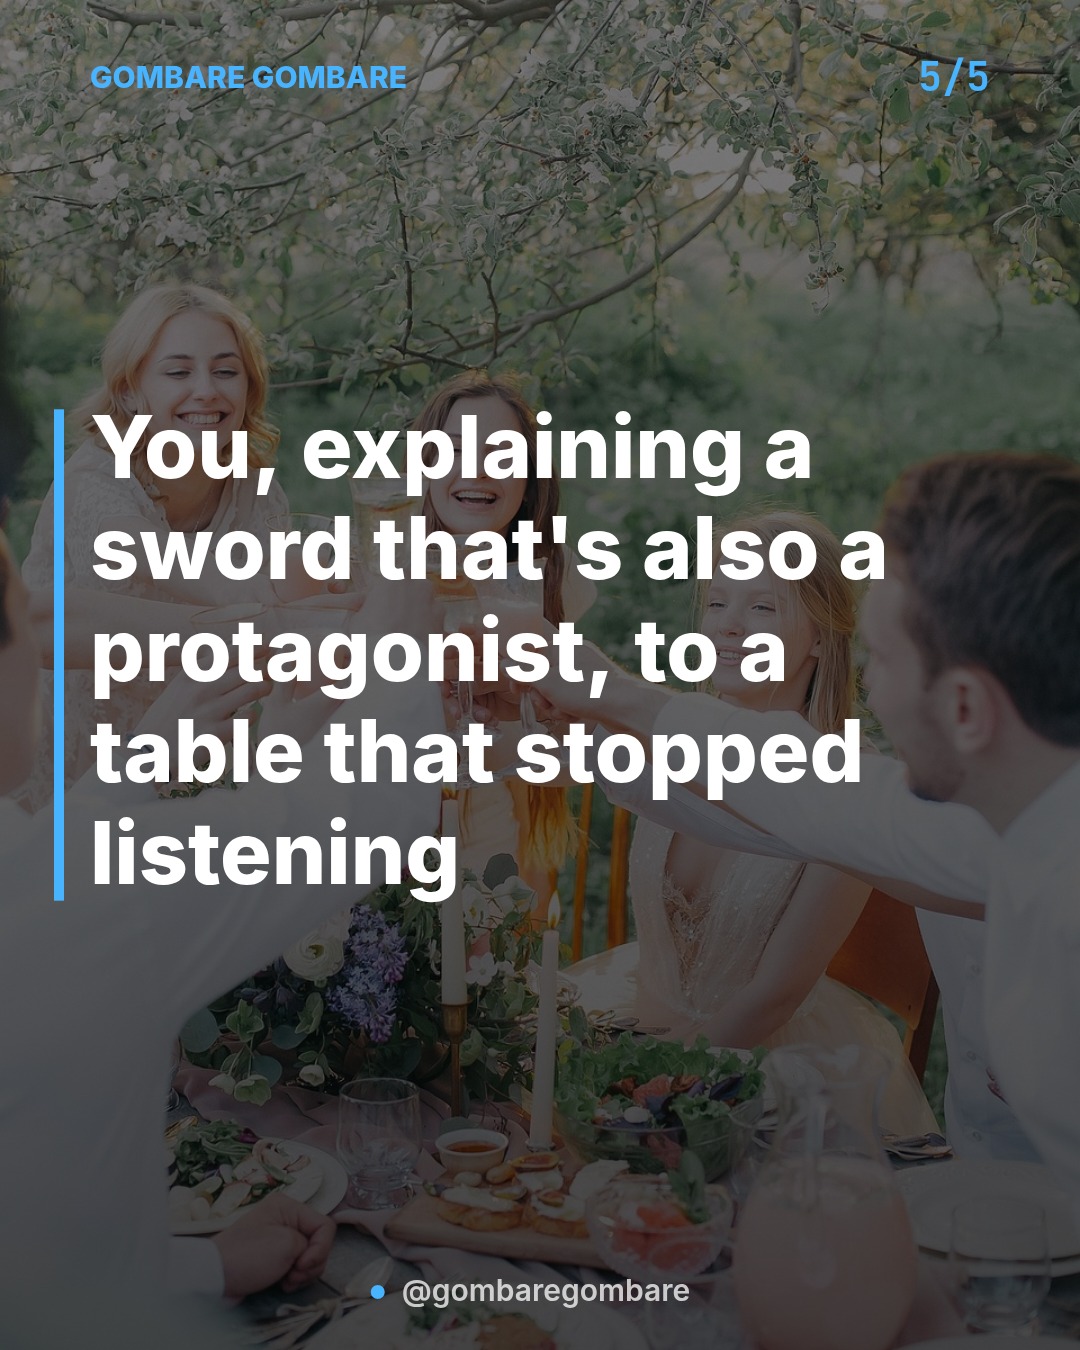 GOMBARE GOMBARE
5/5
You, explaining a
sword that's also a
protagonist, to a
table that stopped
listening
@gombaregombare